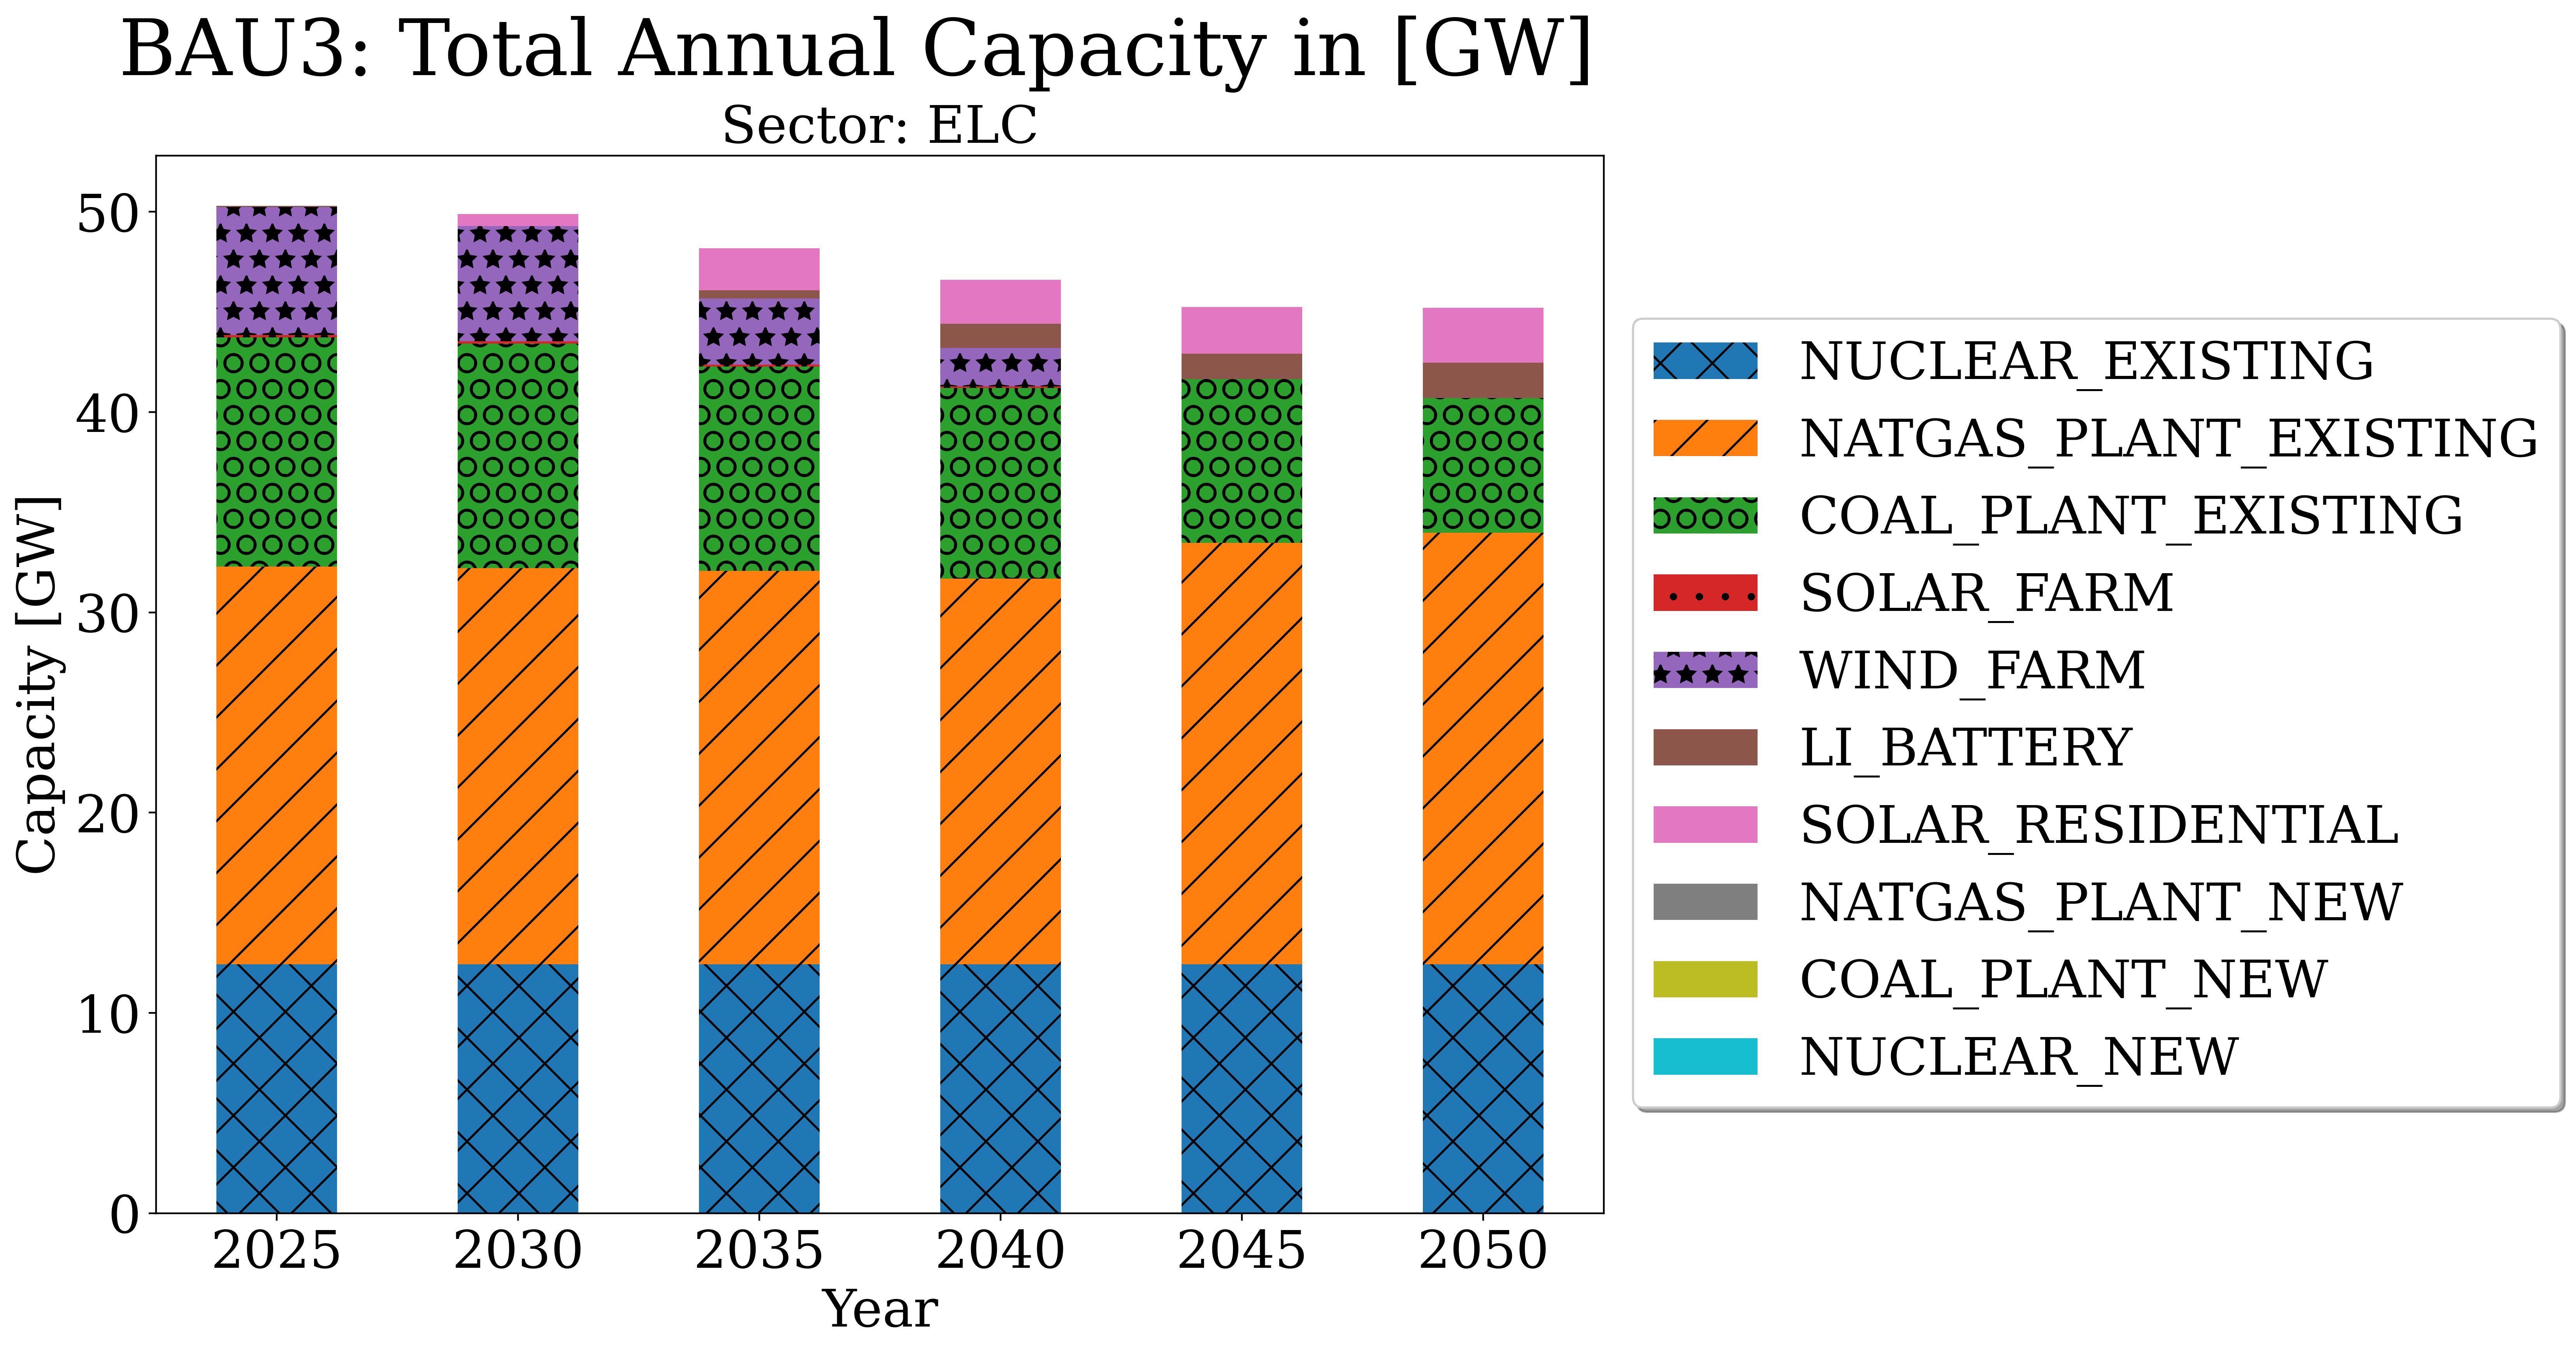 BAU3: Total Annual Capacity in [GW]
Sector: ELC
Capacity [GW]
50
40
30
20
10
0
2025 2030 2035 2040 2045 2050
Year
NUCLEAR_EXISTING
NATGAS_PLANT_EXISTING
COAL_PLANT_EXISTING
SOLAR_FARM
WIND_FARM
LI_BATTERY
SOLAR_RESIDENTIAL
NATGAS_PLANT_NEW
COAL_PLANT_NEW
NUCLEAR_NEW